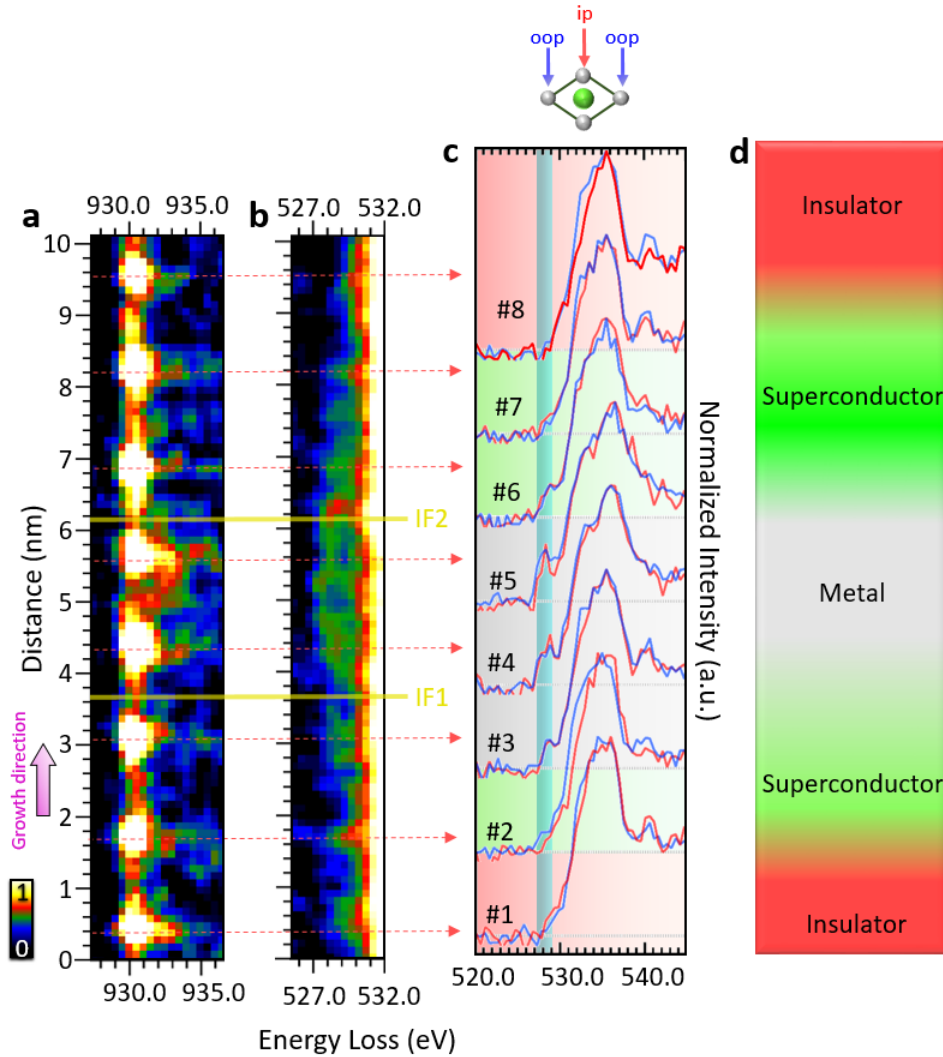 ip
oop oop
a
930.0 935.0
b
527.0 532.0
c
d
10
9
8
7
6
5
4
3
2
1
0
Distance (nm)
Growth direction
1
0
IF2
IF1
930.0 935.0
527.0 532.0
Energy Loss (eV)
#8
#7
#6
#5
#4
#3
#2
#1
520.0 530.0 540.0
Normalized Intensity (a.u.)
Insulator
Superconductor
Metal
Superconductor
Insulator